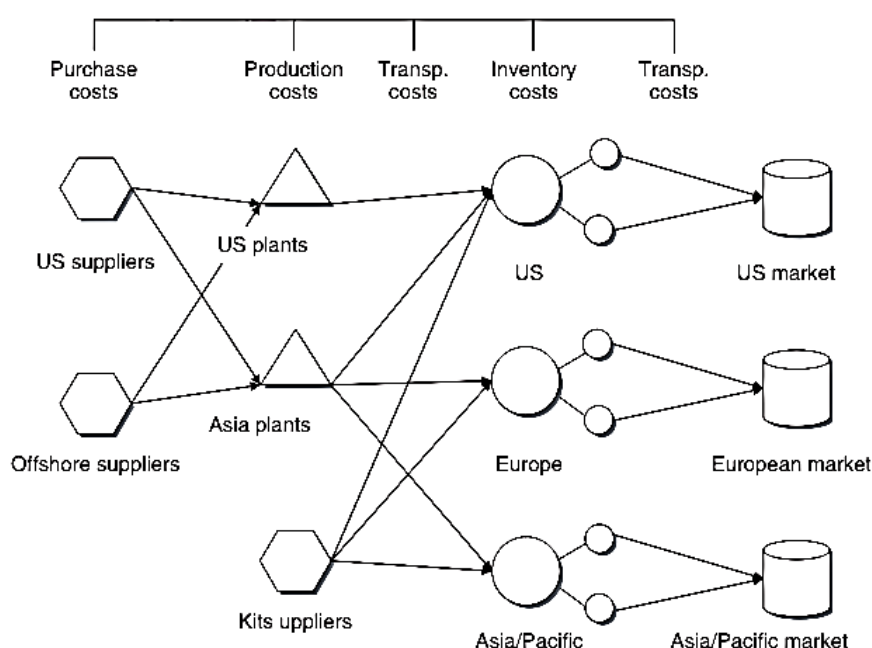 Purchase costs
Production costs
Transp. costs
Inventory costs
Transp. costs
US suppliers
US plants
US
US market
Offshore suppliers
Asia plants
Europe
European market
Kits uppliers
Asia/Pacific
Asia/Pacific market